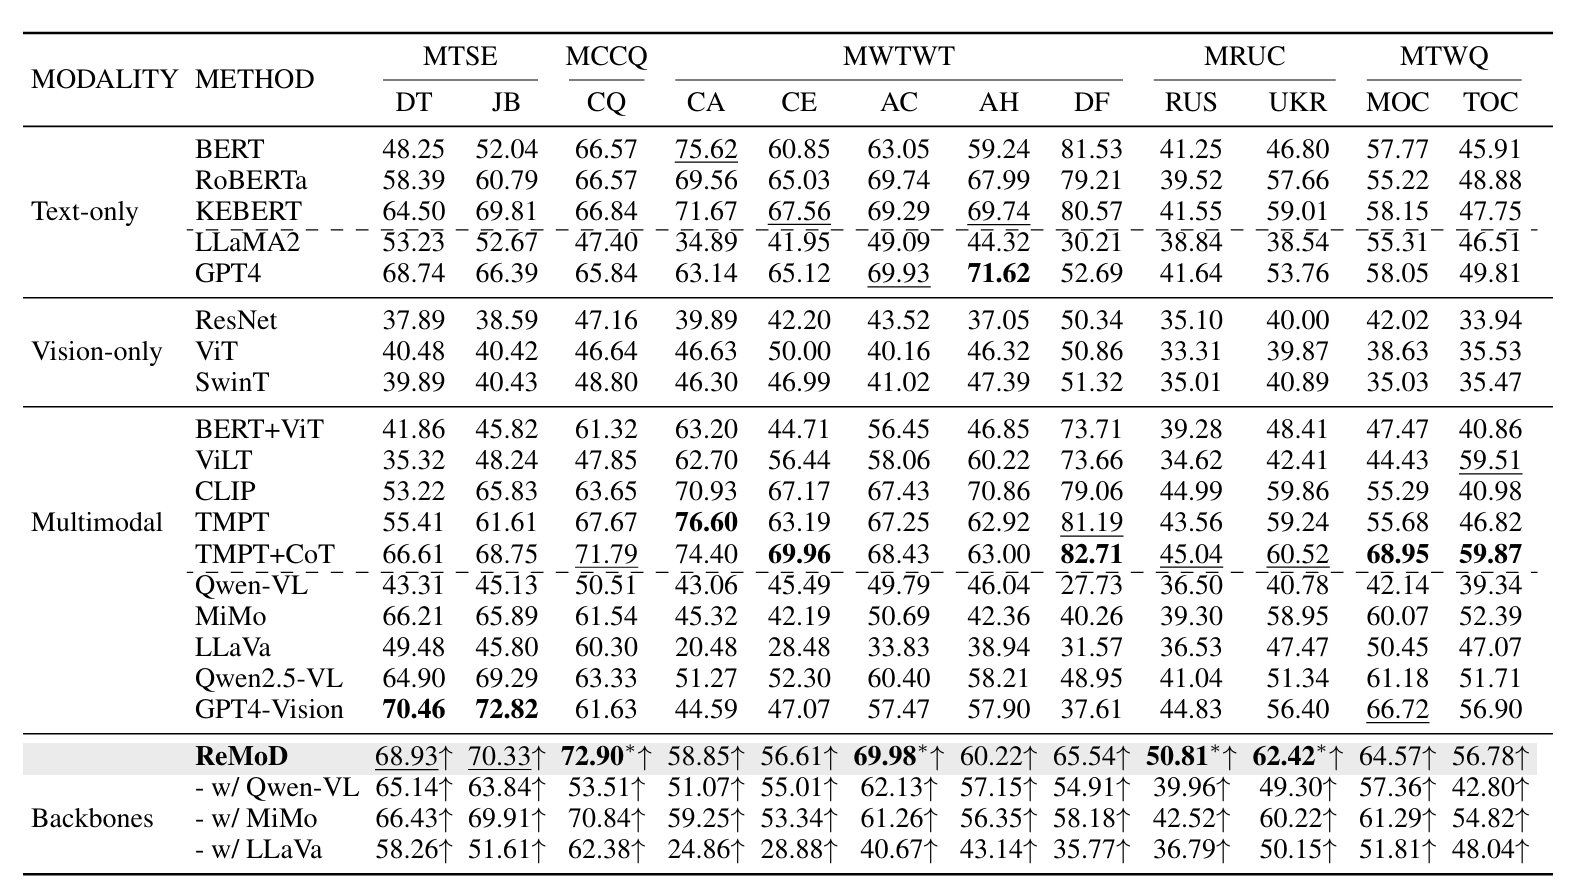 MODALITY METHOD MTSE MCCQ MWTWT MRUC MTWQ
DT JB CQ CA CE AC AH DF RUS UKR MOC TOC
BERT 48.25 52.04 66.57 75.62 60.85 63.05 59.24 81.53 41.25 46.80 57.77 45.91
RoBERTa 58.39 60.79 66.57 69.56 65.03 69.74 67.99 79.21 39.52 57.66 55.22 48.88
Text-only KEBERT 64.50 69.81 66.84 71.67 67.56 69.29 69.74 80.57 41.55 59.01 58.15 47.75
LLaMA2 53.23 52.67 47.40 34.89 41.95 49.09 44.32 30.21 38.84 38.54 55.31 46.51
GPT4 68.74 66.39 65.84 63.14 65.12 69.93 71.62 52.69 41.64 53.76 58.05 49.81
ResNet 37.89 38.59 47.16 39.89 42.20 43.52 37.05 50.34 35.10 40.00 42.02 33.94
Vision-only ViT 40.48 40.42 46.64 46.63 50.00 40.16 46.32 50.86 33.31 39.87 38.63 35.53
SwinT 39.89 40.43 48.80 46.30 46.99 41.02 47.39 51.32 35.01 40.89 35.03 35.47
BERT+ViT 41.86 45.82 61.32 63.20 44.71 56.45 46.85 73.71 39.28 48.41 47.47 40.86
ViLT 35.32 48.24 47.85 62.70 56.44 58.06 60.22 73.66 34.62 42.41 44.43 59.51
CLIP 53.22 65.83 63.65 70.93 67.17 67.43 70.86 79.06 44.99 59.86 55.29 40.98
Multimodal TMPT 55.41 61.61 67.67 76.60 63.19 67.25 62.92 81.19 43.56 59.24 55.68 46.82
TMPT+CoT 66.61 68.75 71.79 74.40 69.96 68.43 63.00 82.71 45.04 60.52 68.95 59.87
Qwen-VL 43.31 45.13 50.51 43.06 45.49 49.79 46.04 27.73 36.50 40.78 42.14 39.34
MiMo 66.21 65.89 61.54 45.32 42.19 50.69 42.36 40.26 39.30 58.95 60.07 52.39
LLaVa 49.48 45.80 60.30 20.48 28.48 33.83 38.94 31.57 36.53 47.47 50.45 47.07
Qwen2.5-VL 64.90 69.29 63.33 51.27 52.30 60.40 58.21 48.95 41.04 51.34 61.18 51.71
GPT4-Vision 70.46 72.82 61.63 44.59 47.07 57.47 57.90 37.61 44.83 56.40 66.72 56.90
ReMoD 68.93↑ 70.33↑ 72.90*↑ 58.85↑ 56.61↑ 69.98*↑ 60.22↑ 65.54↑ 50.81*↑ 62.42*↑ 64.57↑ 56.78↑
- w/ Qwen-VL 65.14↑ 63.84↑ 53.51↑ 51.07↑ 55.01↑ 62.13↑ 57.15↑ 54.91↑ 39.96↑ 49.30↑ 57.36↑ 42.80↑
Backbones - w/ MiMo 66.43↑ 69.91↑ 70.84↑ 59.25↑ 53.34↑ 61.26↑ 56.35↑ 58.18↑ 42.52↑ 60.22↑ 61.29↑ 54.82↑
- w/ LLaVa 58.26↑ 51.61↑ 62.38↑ 24.86↑ 28.88↑ 40.67↑ 43.14↑ 35.77↑ 36.79↑ 50.15↑ 51.81↑ 48.04↑